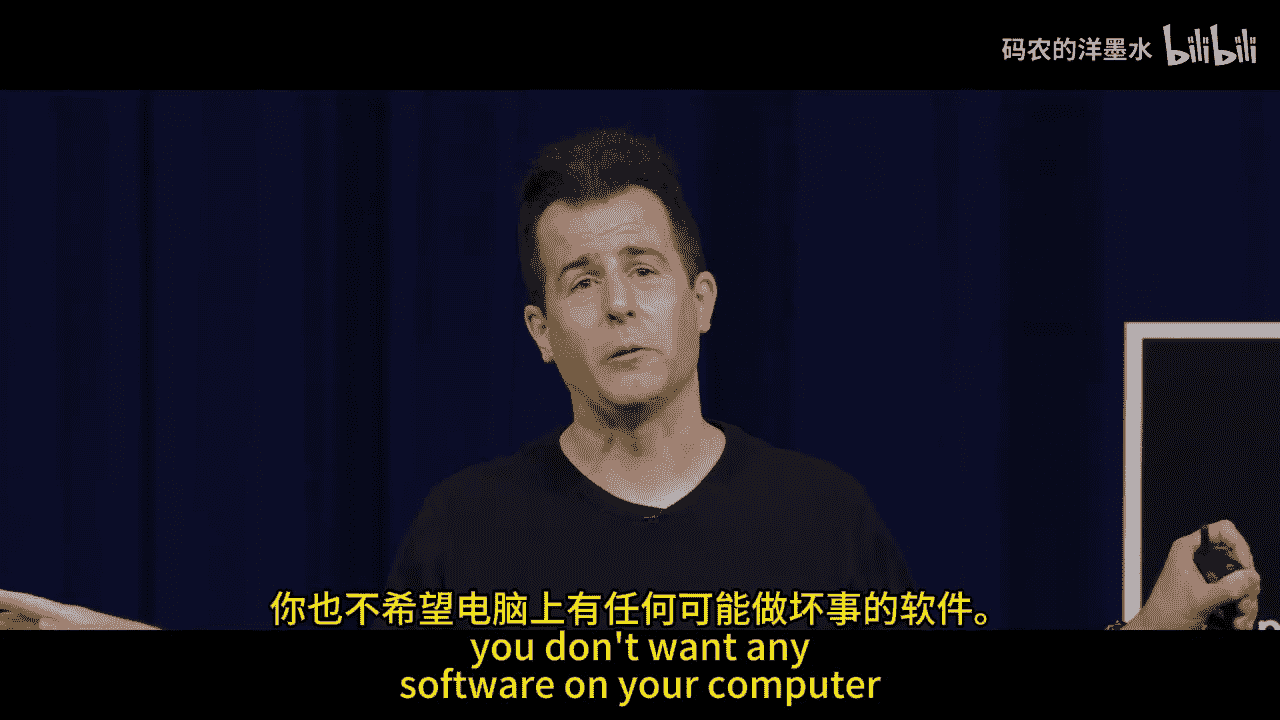 码农的洋墨水 bilibili
你也不希望电脑上有任何可能做坏事的软件。
you don't want any
software on your computer